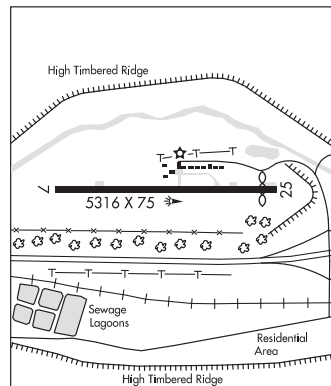 High Timbered Ridge
T T T
7
25
5316 X 75
T T T T
Sewage
Lagoons
Residential
Area
High Timbered Ridge